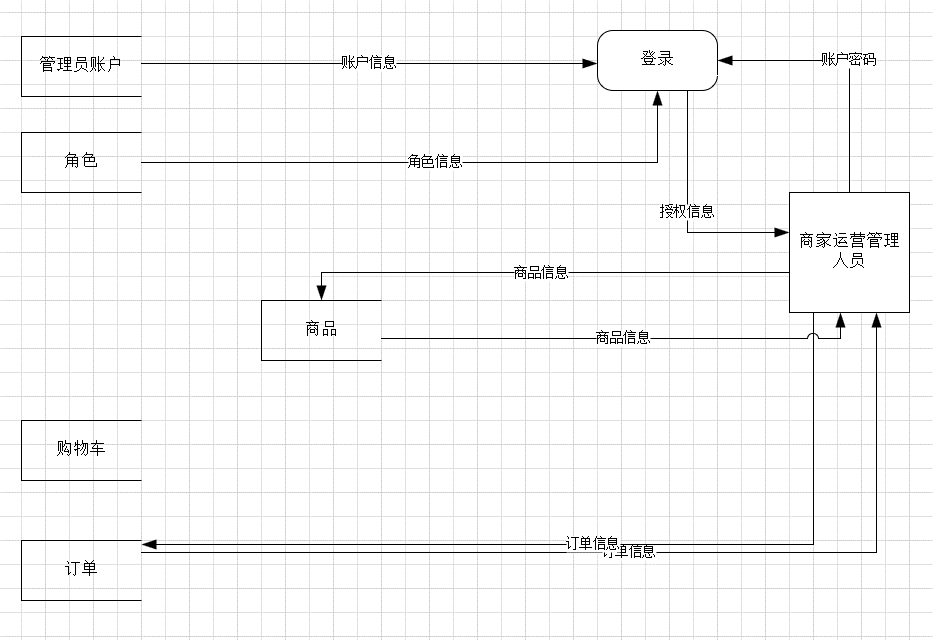 管理员账户
账户信息
登录
账户密码
角色
角色信息
授权信息
商家运营管理
人员
商品信息
商品
商品信息
购物车
订单信息
订单信息
订单